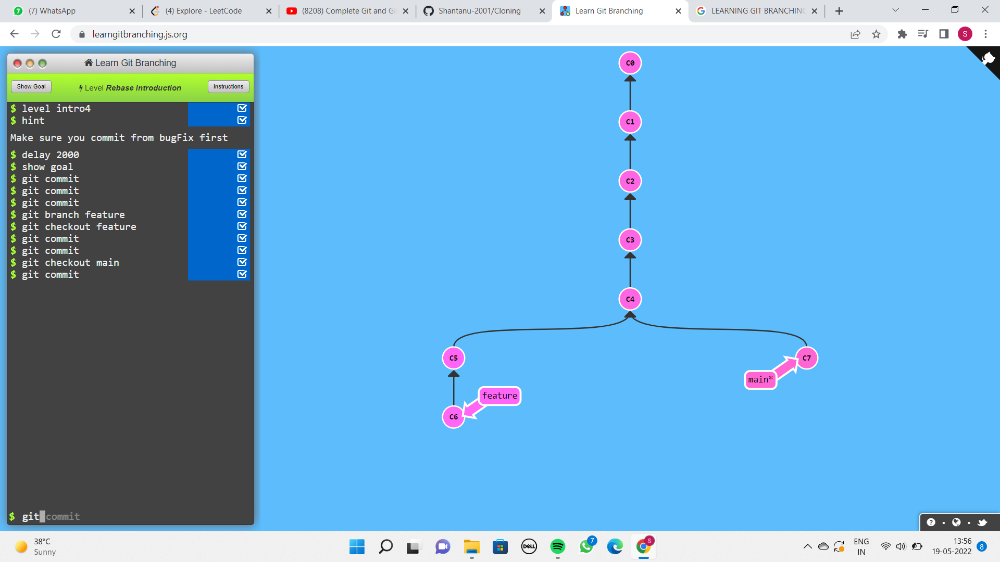 (7) WhatsApp
(4) Explore - LeetCode
(8208) Complete Git and Gi
Shantanu-2001/Cloning
Learn Git Branching
LEARNING GIT BRANCHING
learngitbranching.js.org
S
Learn Git Branching
Show Goal
Level Rebase Introduction
Instructions
$ level intro4
$ hint
Make sure you commit from bugFix first
$ delay 2000
$ show goal
$ git commit
$ git commit
$ git commit
$ git branch feature
$ git checkout feature
$ git commit
$ git commit
$ git checkout main
$ git commit
$ git commit
C0
C1
C2
C3
C4
C5
C7
main*
feature
C6
?
38°C
Sunny
DELL
7
S
ENG
IN
13:56
19-05-2022
8